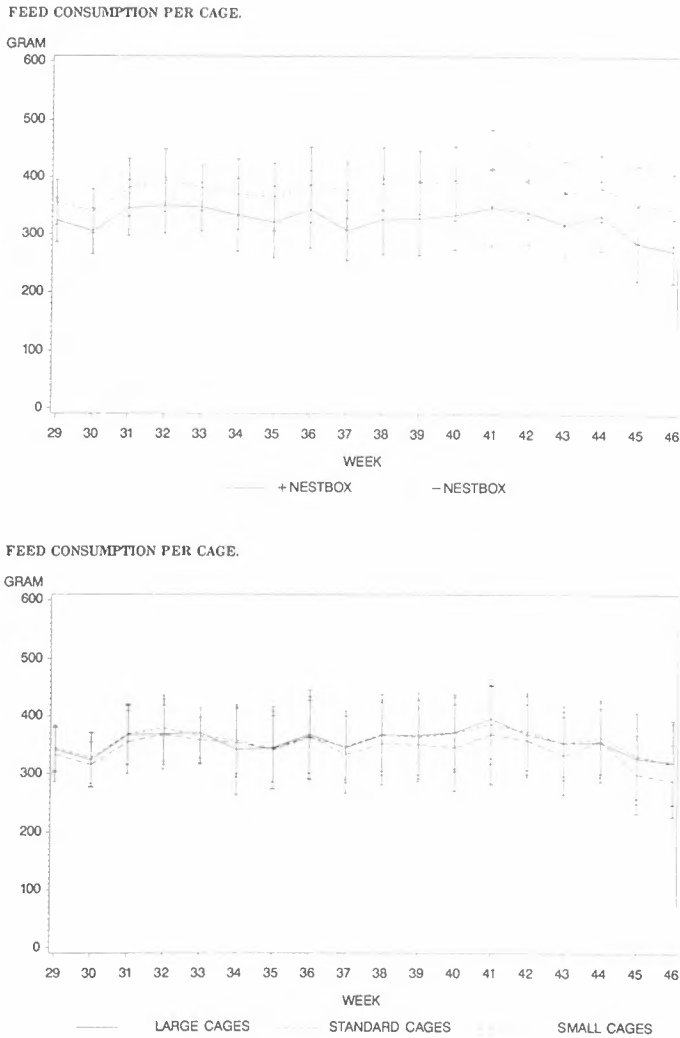 FEED CONSUMPTION PER CAGE.
GRAM
600
500
400
300
200
100
0
29 30 31 32 33 34 35 36 37 38 39 40 41 42 43 44 45 46
WEEK
+NESTBOX −NESTBOX
FEED CONSUMPTION PER CAGE.
GRAM
600
500
400
300
200
100
0
29 30 31 32 33 34 35 36 37 38 39 40 41 42 43 44 45 46
WEEK
LARGE CAGES STANDARD CAGES SMALL CAGES